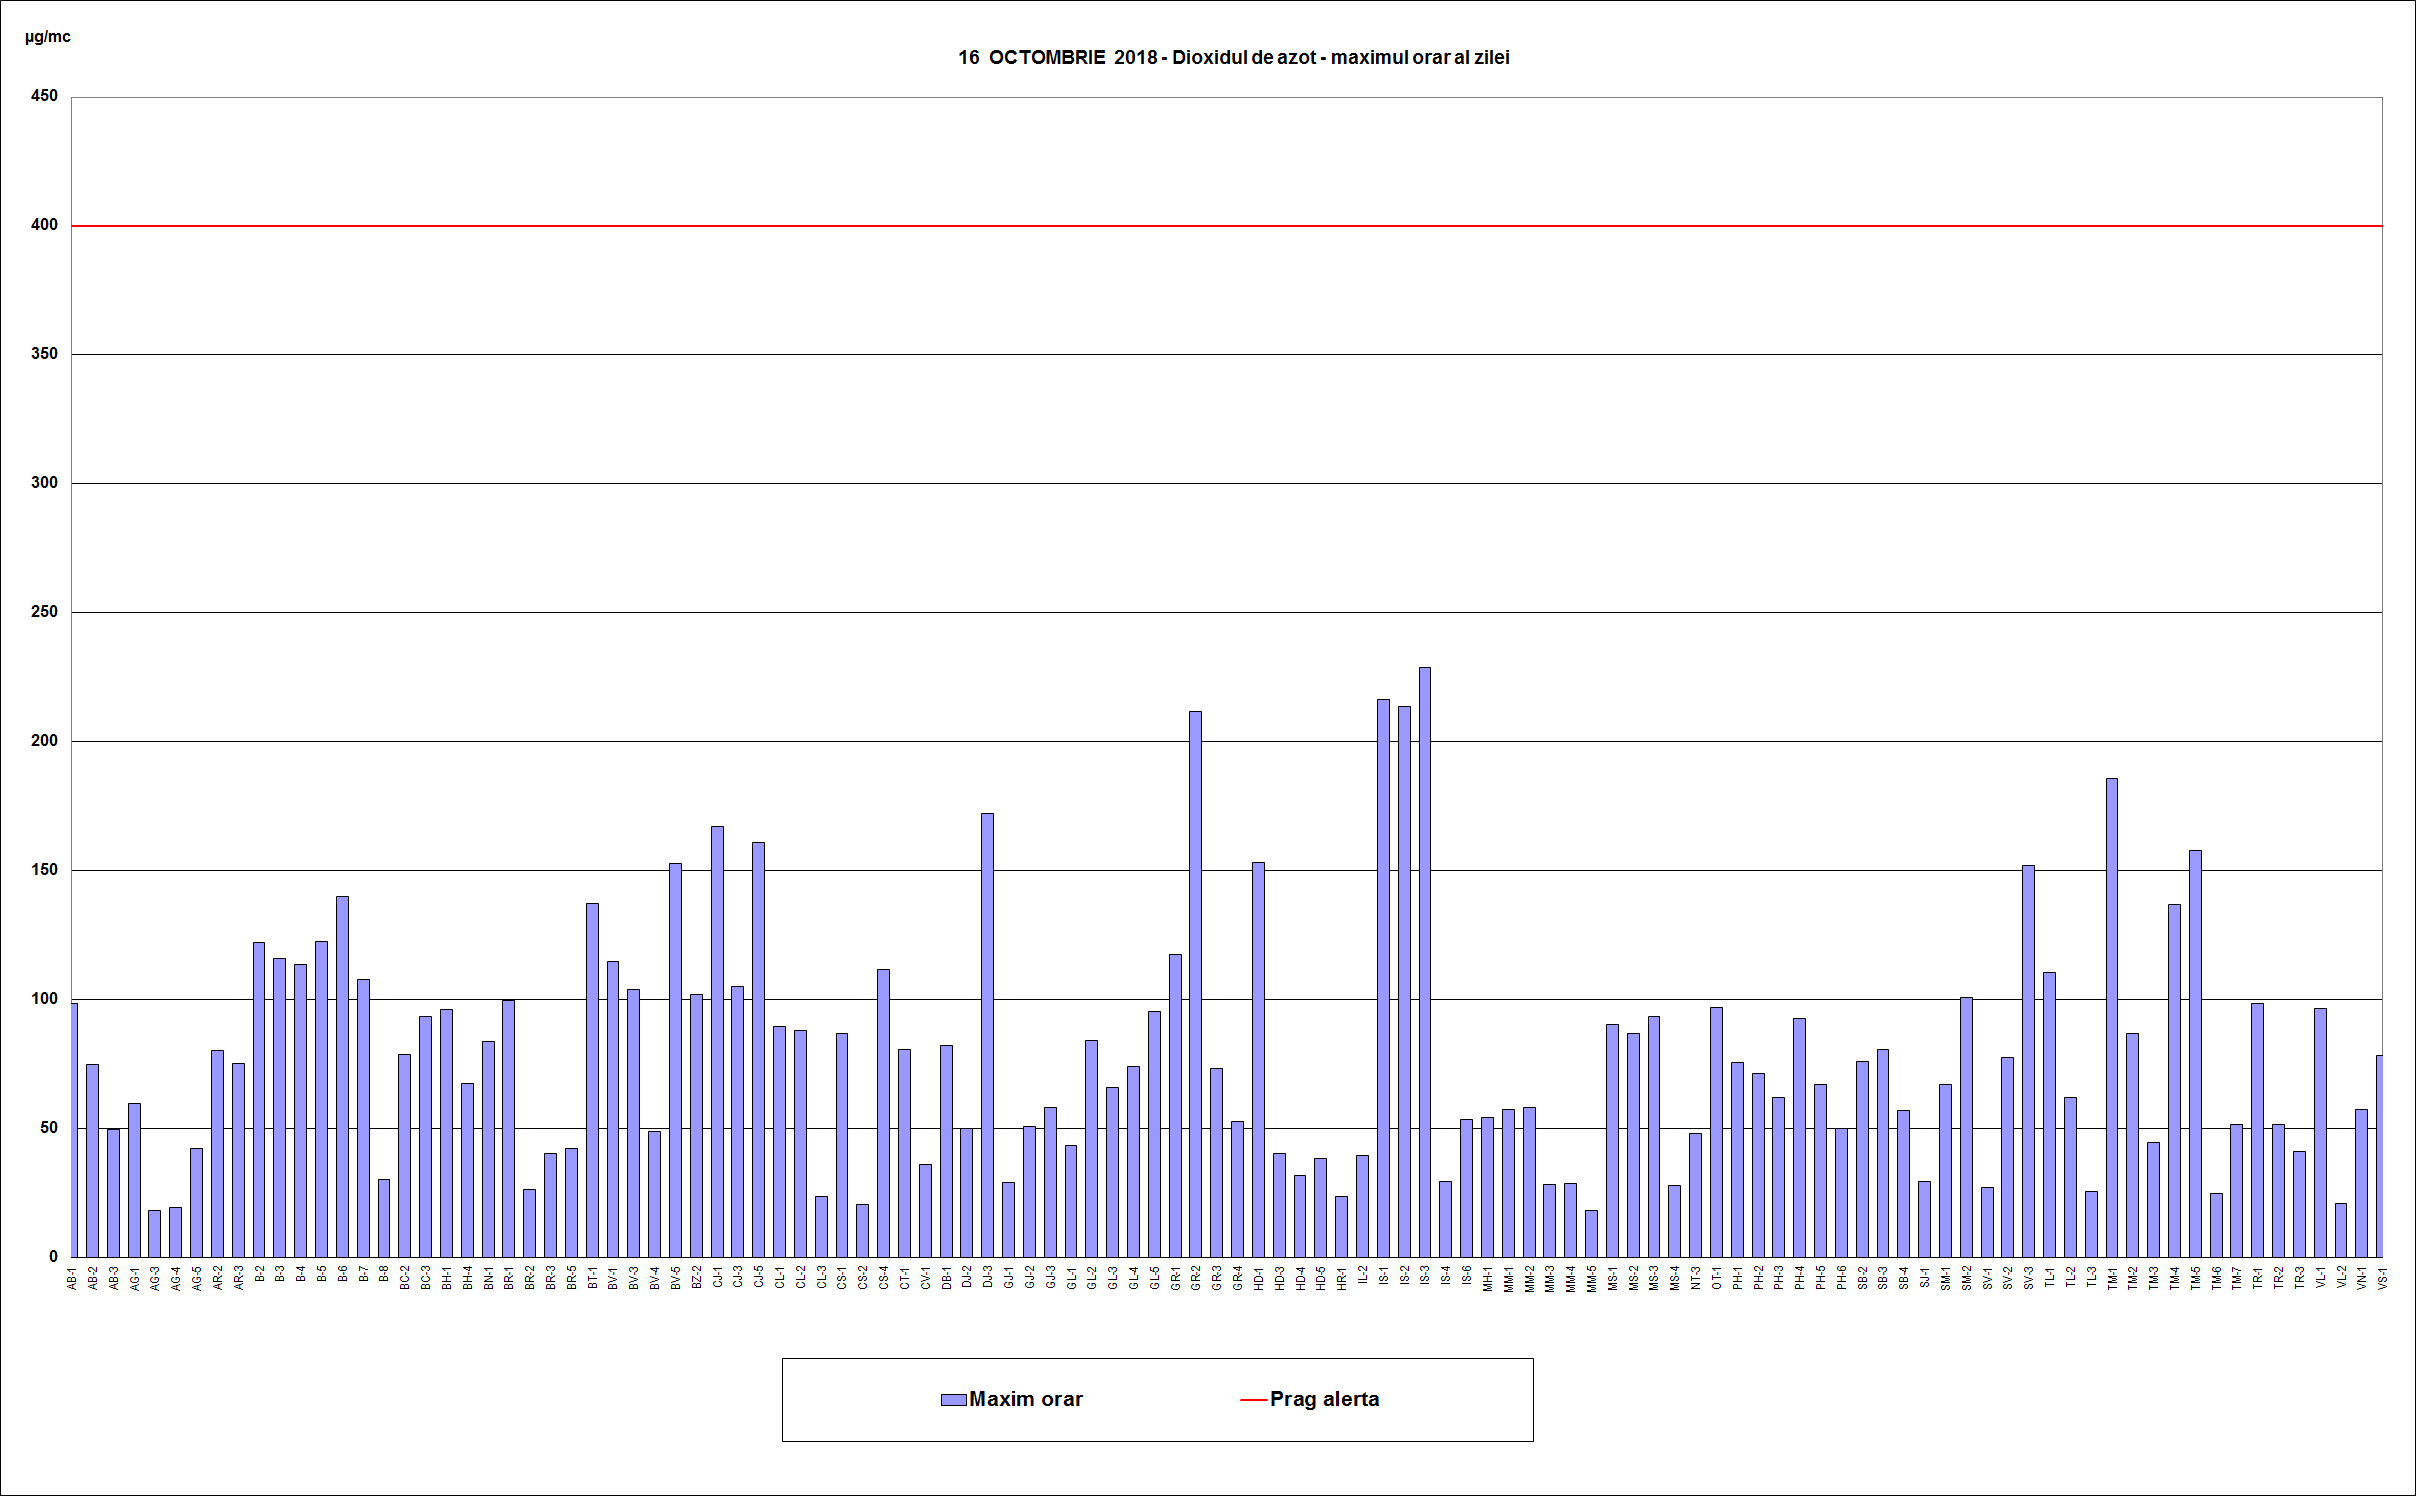 µg/mc
16 OCTOMBRIE 2018 - Dioxidul de azot - maximul orar al zilei
450
400
350
300
250
200
150
100
50
0
AB-1 AB-2 AB-3 AG-1 AG-3 AG-4 AG-5 AR-2 AR-3 B-2 B-3 B-4 B-5 B-6 B-7 B-8 BC-2 BC-3 BH-1 BH-4 BN-1 BR-1 BR-2 BR-3 BR-5 BT-1 BV-1 BV-3 BV-4 BV-5 BZ-2 CJ-1 CJ-3 CJ-5 CL-1 CL-2 CL-3 CS-1 CS-2 CS-4 CT-1 CV-1 DB-1 DJ-2 DJ-3 GJ-1 GJ-2 GJ-3 GL-1 GL-2 GL-3 GL-4 GL-5 GR-1 GR-2 GR-3 GR-4 HD-1 HD-3 HD-4 HD-5 HR-1 IL-2 IS-1 IS-2 IS-3 IS-4 IS-6 MH-1 MM-1 MM-2 MM-3 MM-4 MM-5 MS-1 MS-2 MS-3 MS-4 NT-3 OT-1 PH-1 PH-2 PH-3 PH-4 PH-5 PH-6 SB-2 SB-3 SB-4 SJ-1 SM-1 SM-2 SV-1 SV-2 SV-3 TL-1 TL-2 TL-3 TM-1 TM-2 TM-3 TM-4 TM-5 TM-6 TM-7 TR-1 TR-2 TR-3 VL-1 VL-2 VN-1 VS-1
Maxim orar Prag alerta